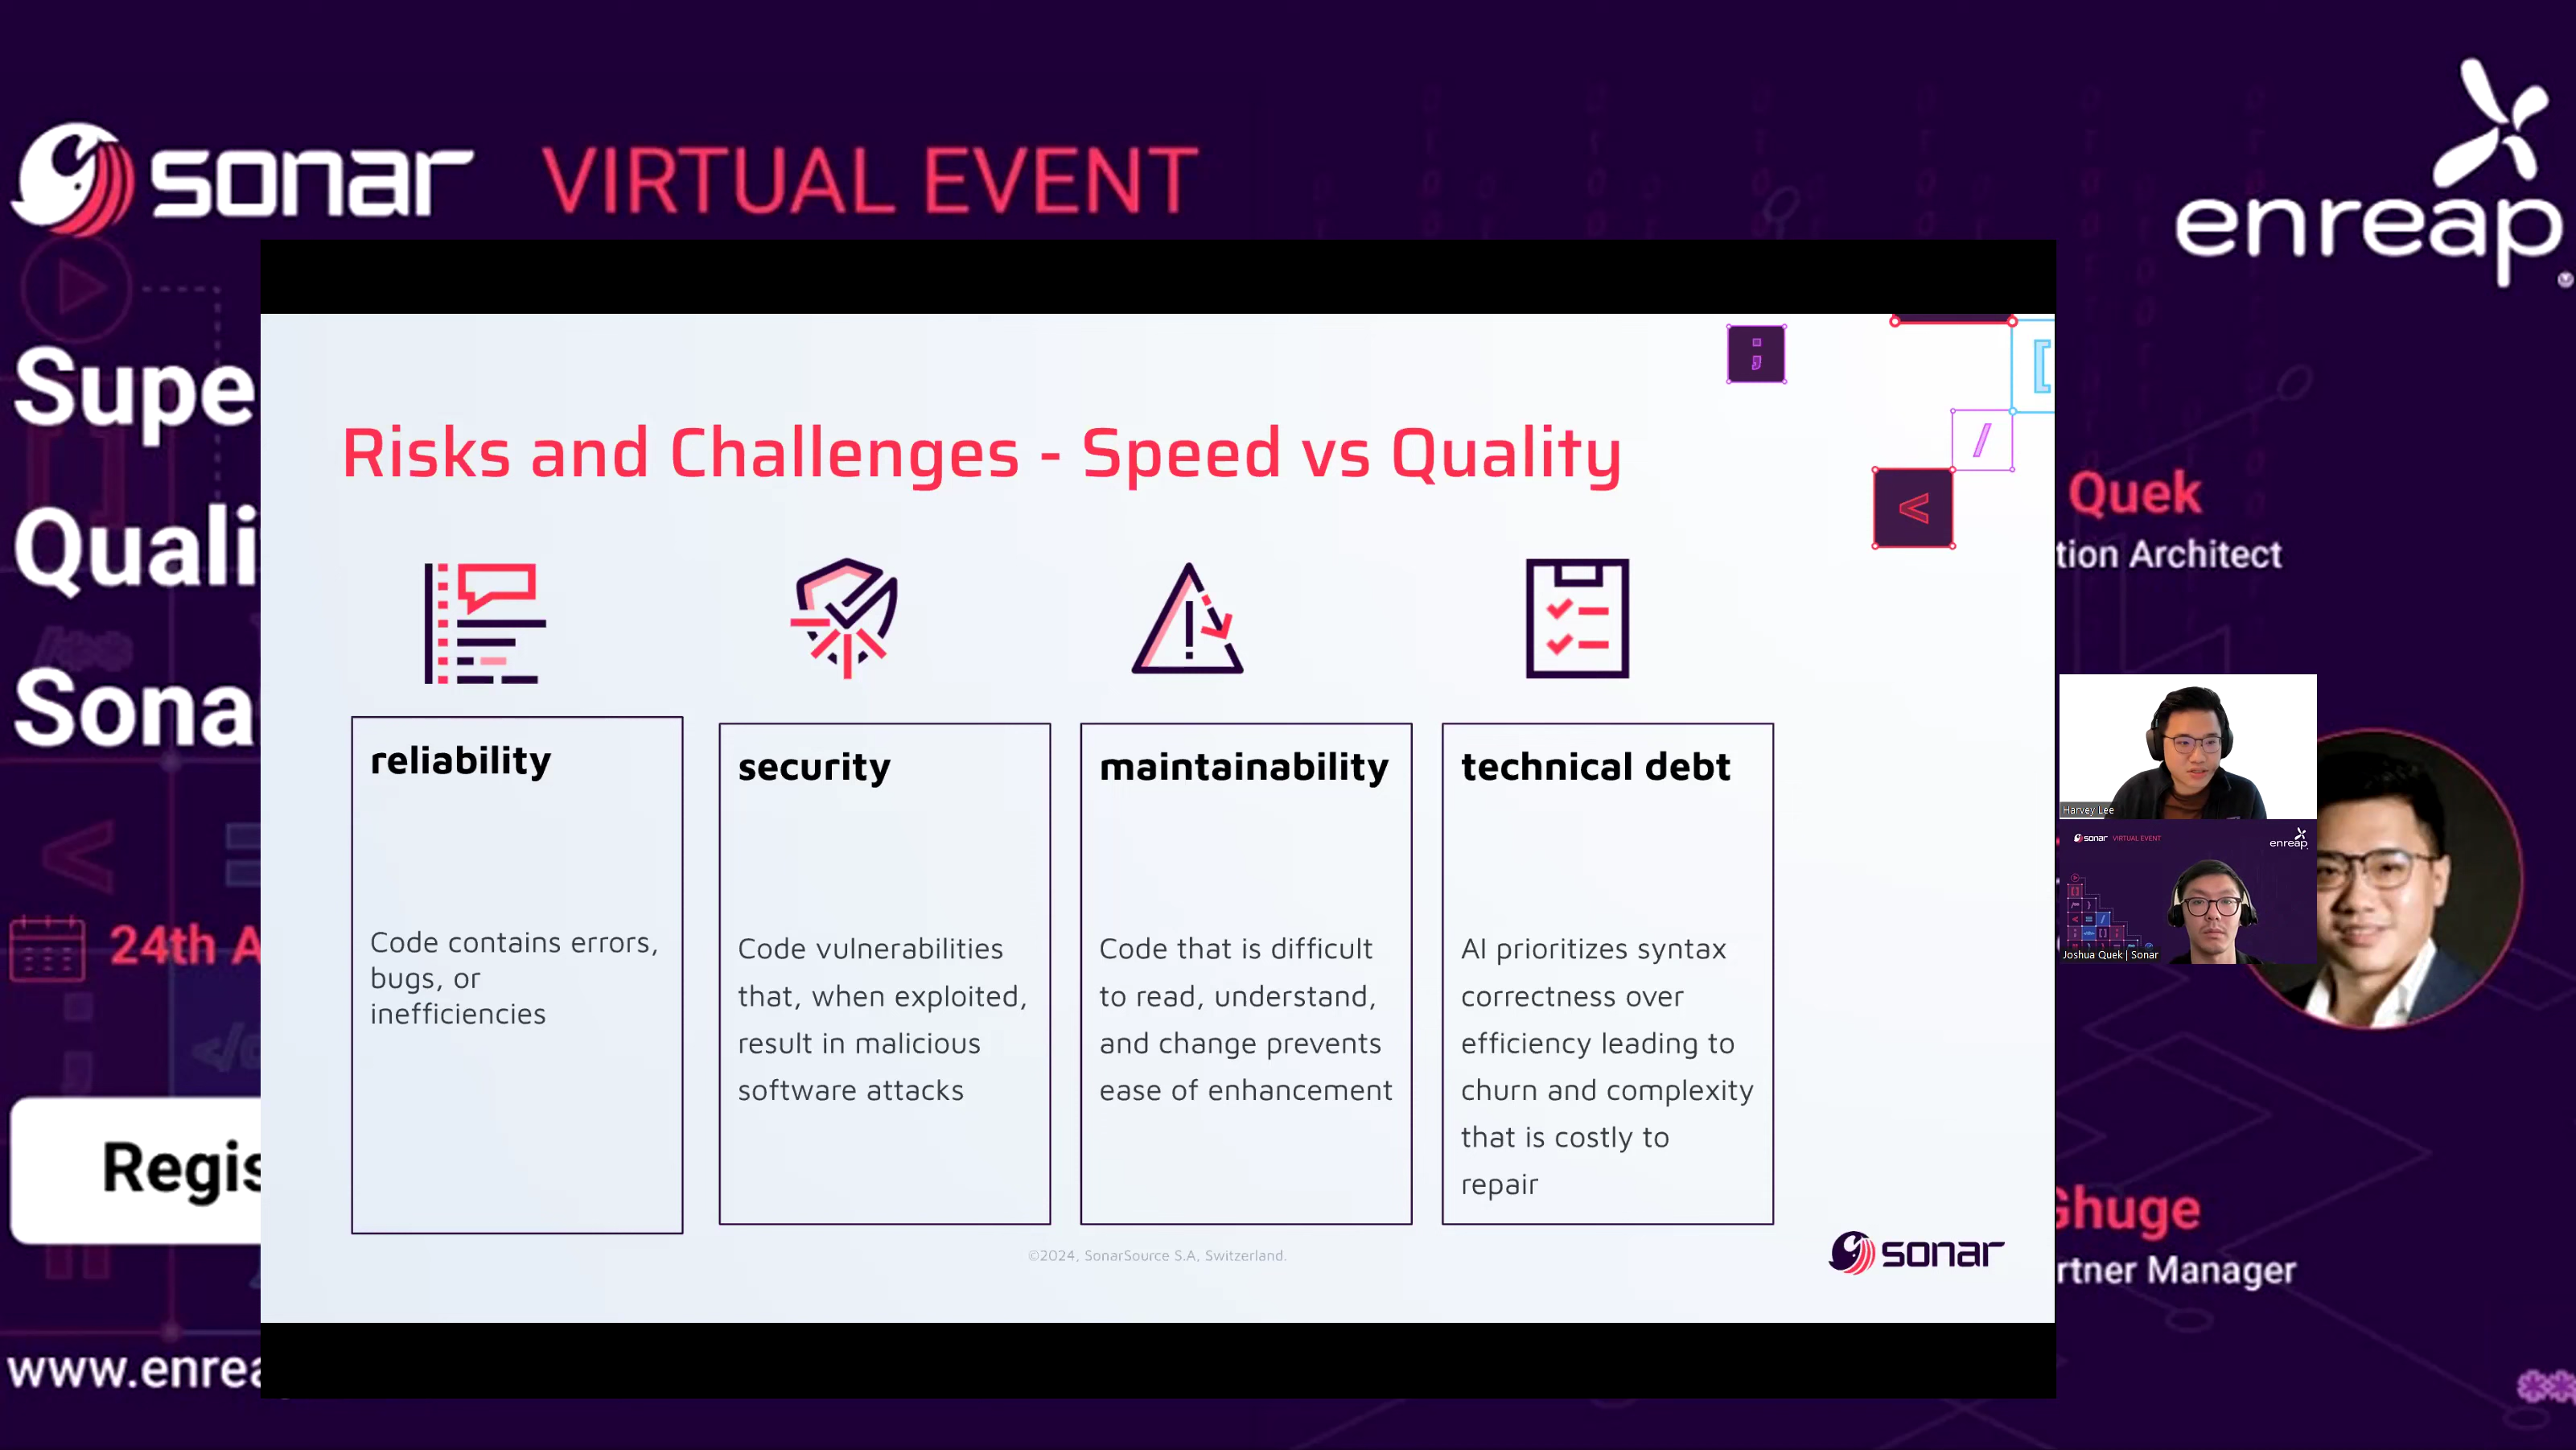 sonar VIRTUAL EVENT
enreap
Supe
Quali
Sona
24th A
Regis
www.enrea
Quek
tion Architect
Ghuge
rtner Manager
;
[
/
<
Risks and Challenges - Speed vs Quality
reliability
Code contains errors,
bugs, or
inefficiencies
security
Code vulnerabilities
that, when exploited,
result in malicious
software attacks
maintainability
Code that is difficult
to read, understand,
and change prevents
ease of enhancement
technical debt
AI prioritizes syntax
correctness over
efficiency leading to
churn and complexity
that is costly to
repair
©2024, SonarSource S.A, Switzerland.
sonar
Harvey Lee
sonar VIRTUAL EVENT
enreap
Joshua Quek | Sonar